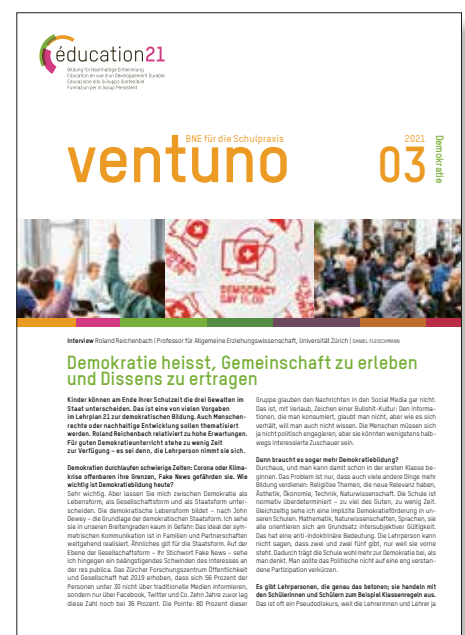 éducation21
Bildung für Nachhaltige Entwicklung
Education en vue d'un Développement Durable
Educazione allo Sviluppo Sostenibile
Furmaziun per In Svilup Persistent
BNE für die Schulpraxis
ventuno
2021
03
Demokratie
DEMOCRACY
DAY 11.09
Interview Roland Reichenbach | Professor für Allgemeine Erziehungswissenschaft, Universität Zürich | DANIEL FLEISCHMANN
Demokratie heisst, Gemeinschaft zu erleben
und Dissens zu ertragen
Kinder können am Ende ihrer Schulzeit die drei Gewalten im
Staat unterscheiden. Das ist eine von vielen Vorgaben
im Lehrplan 21 zur demokratischen Bildung. Auch Menschen-
rechte oder nachhaltige Entwicklung sollen thematisiert
werden. Roland Reichenbach relativiert zu hohe Erwartungen.
Für guten Demokratieunterricht stehe zu wenig Zeit
zur Verfügung – es sei denn, die Lehrperson nimmt sie sich.
Demokratien durchlaufen schwierige Zeiten: Corona oder Klima-
krise offenbaren ihre Grenzen, Fake News gefährden sie. Wie
wichtig ist Demokratiebildung heute?
Sehr wichtig. Aber lassen Sie mich zwischen Demokratie als
Lebensform, als Gesellschaftsform und als Staatsform unter-
scheiden. Die demokratische Lebensform bildet – nach John
Dewey – die Grundlage der demokratischen Staatsform. Ich sehe
sie in unseren Breitengraden kaum in Gefahr: Das Ideal der sym-
metrischen Kommunikation ist in Familien und Partnerschaften
weitgehend realisiert. Ähnliches gilt für die Staatsform. Auf der
Ebene der Gesellschaftsform – Ihr Stichwort Fake News – sehe
ich hingegen ein beängstigendes Schwinden des Interesses an
der res publica. Das Zürcher Forschungszentrum Öffentlichkeit
und Gesellschaft hat 2019 erhoben, dass sich 56 Prozent der
Personen unter 30 nicht über traditionelle Medien informieren,
sondern nur über Facebook, Twitter und Co. Zehn Jahre zuvor lag
diese Zahl noch bei 36 Prozent. Die Pointe: 80 Prozent dieser
Gruppe glauben den Nachrichten in den Social Media gar nicht.
Das ist, mit Verlaub, Zeichen einer Bullshit-Kultur: Den Informa-
tionen, die man konsumiert, glaubt man nicht, aber wie es sich
verhält, will man auch nicht wissen. Die Menschen müssen sich
ja nicht politisch engagieren, aber sie könnten wenigstens halb-
wegs interessierte Zuschauer sein.
Dann braucht es sogar mehr Demokratiebildung?
Durchaus, und man kann damit schon in der ersten Klasse be-
ginnen. Das Problem ist nur, dass auch viele andere Dinge mehr
Bildung verdienen: Religiöse Themen, die neue Relevanz haben,
Ästhetik, Ökonomie, Technik, Naturwissenschaft. Die Schule ist
normativ überdeterminiert – zu viel des Guten, zu wenig Zeit.
Gleichzeitig sehe ich eine implizite Demokratieförderung in un-
seren Schulen. Mathematik, Naturwissenschaften, Sprachen, sie
alle orientieren sich am Grundsatz intersubjektiver Gültigkeit.
Das hat eine anti-indoktrinäre Bedeutung. Die Lehrperson kann
nicht sagen, dass zwei und zwei fünf gibt, nur weil sie vorne
steht. Dadurch trägt die Schule wohl mehr zur Demokratie bei, als
man denkt. Man sollte das Politische nicht auf eine eng verstan-
dene Partizipation verkürzen.
Es gibt Lehrpersonen, die genau das betonen; sie handeln mit
den Schülerinnen und Schülern zum Beispiel Klassenregeln aus.
Das ist oft ein Pseudodiskurs, weil die Lehrerinnen und Lehrer ja